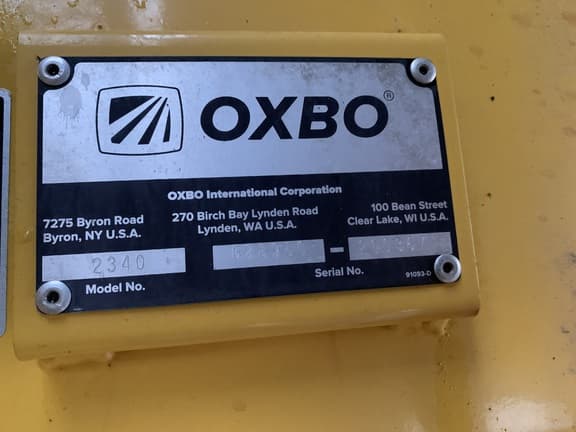 OXBO®
OXBO International Corporation
7275 Byron Road
Byron, NY U.S.A.
270 Birch Bay Lynden Road
Lynden, WA U.S.A.
100 Bean Street
Clear Lake, WI U.S.A.
2340
-
Model No.
Serial No.
91093-D